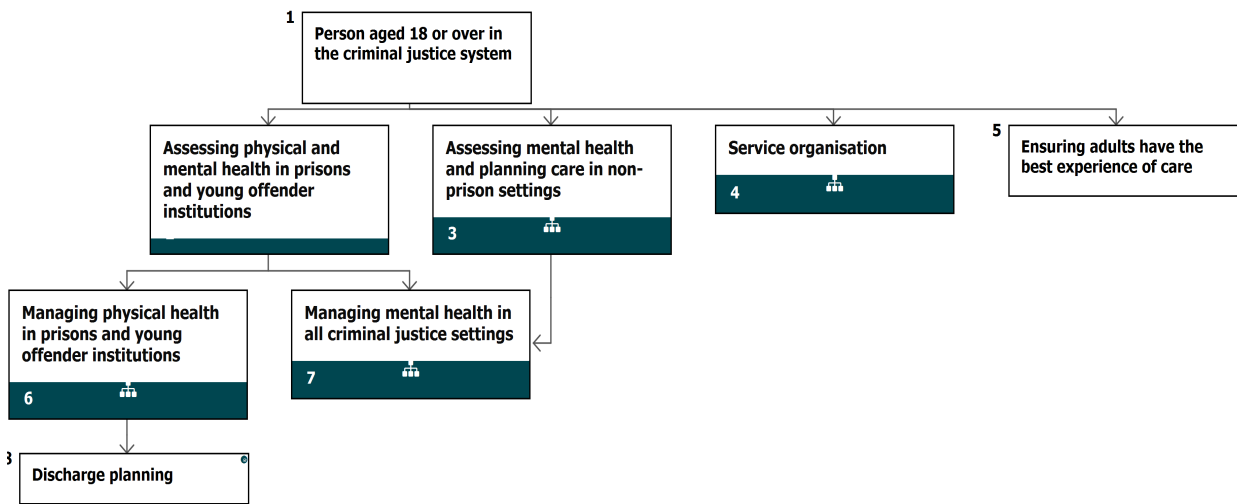 1
Person aged 18 or over in
the criminal justice system
Assessing physical and
mental health in prisons
and young offender
institutions
Assessing mental health
and planning care in non-
prison settings
3
Service organisation
4
5
Ensuring adults have the
best experience of care
Managing physical health
in prisons and young
offender institutions
6
Managing mental health in
all criminal justice settings
7
Discharge planning